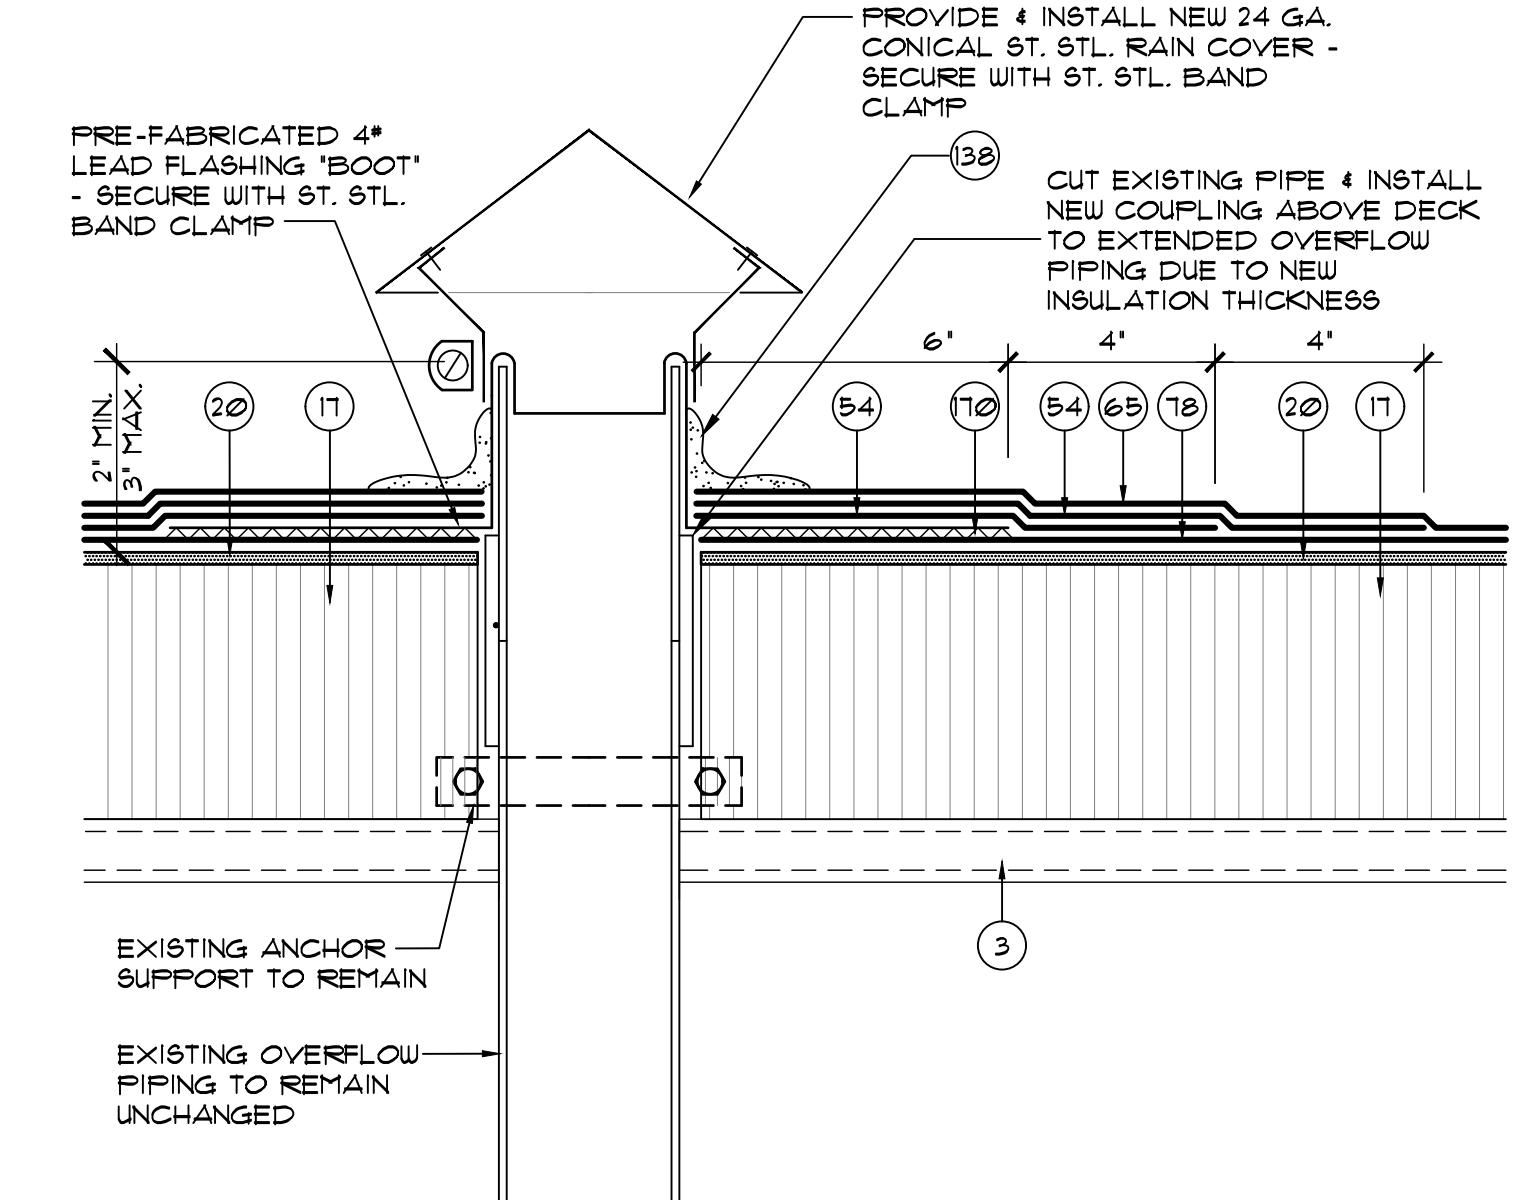 PROVIDE & INSTALL NEW 24 GA.
CONICAL ST. STL. RAIN COVER -
SECURE WITH ST. STL. BAND
CLAMP
PRE-FABRICATED 4#
LEAD FLASHING "BOOT"
- SECURE WITH ST. STL.
BAND CLAMP
138
CUT EXISTING PIPE & INSTALL
NEW COUPLING ABOVE DECK
TO EXTENDED OVERFLOW
PIPING DUE TO NEW
INSULATION THICKNESS
6" 4" 4"
2" MIN.
3" MAX.
20 17 54 170 54 65 78 20 17
3
EXISTING ANCHOR
SUPPORT TO REMAIN
EXISTING OVERFLOW
PIPING TO REMAIN
UNCHANGED